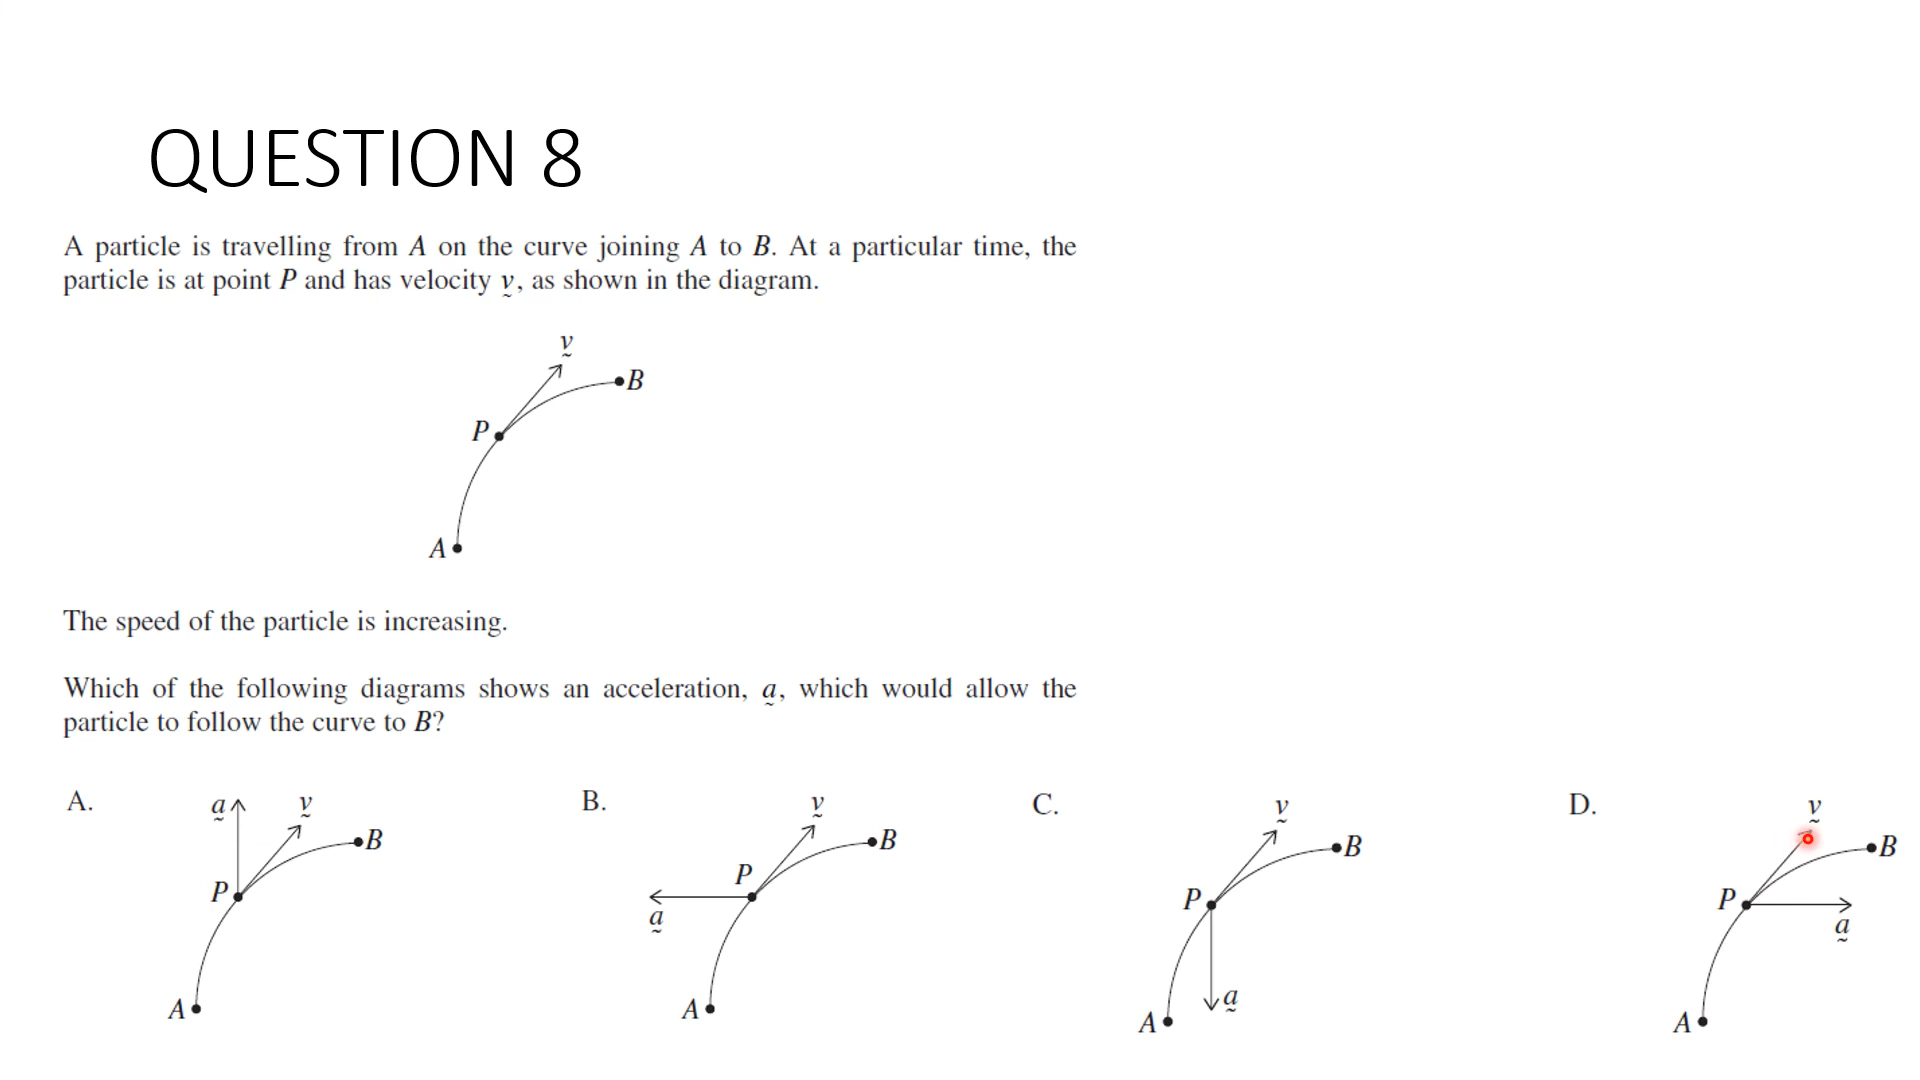 QUESTION 8
A particle is travelling from A on the curve joining A to B. At a particular time, the
particle is at point P and has velocity v, as shown in the diagram.
v
B
P
A
The speed of the particle is increasing.
Which of the following diagrams shows an acceleration, a, which would allow the
particle to follow the curve to B?
A.
a
v
B
P
A
B.
v
B
P
a
A
C.
v
B
P
a
A
D.
v
B
P
a
A